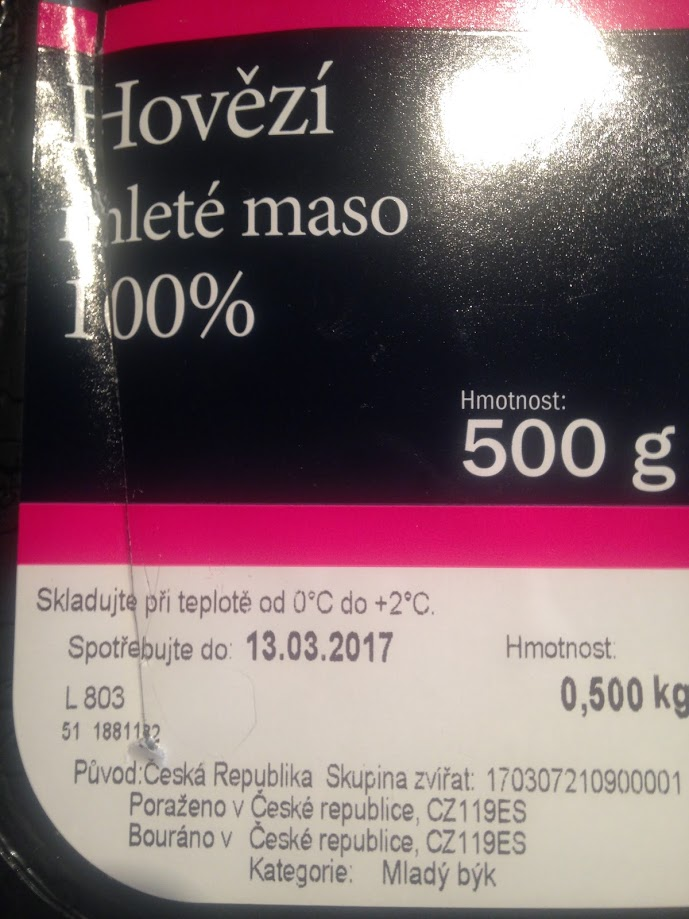 Hovězí
mleté maso
100%
Hmotnost:
500 g
Skladujte při teplotě od 0°C do +2°C.
Spotřebujte do: 13.03.2017
Hmotnost:
0,500 kg
L 803
51 1881182
Původ:Česká Republika Skupina zvířat: 170307210900001
Poraženo v České republice, CZ119ES
Bouráno v České republice, CZ119ES
Kategorie: Mladý býk